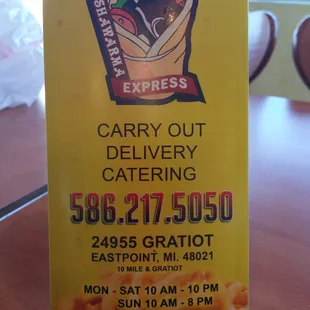 SHAWARMA
EXPRESS
CARRY OUT
DELIVERY
CATERING
586.217.5050
24955 GRATIOT
EASTPOINT, MI. 48021
10 MILE & GRATIOT
MON - SAT 10 AM - 10 PM
SUN 10 AM - 8 PM